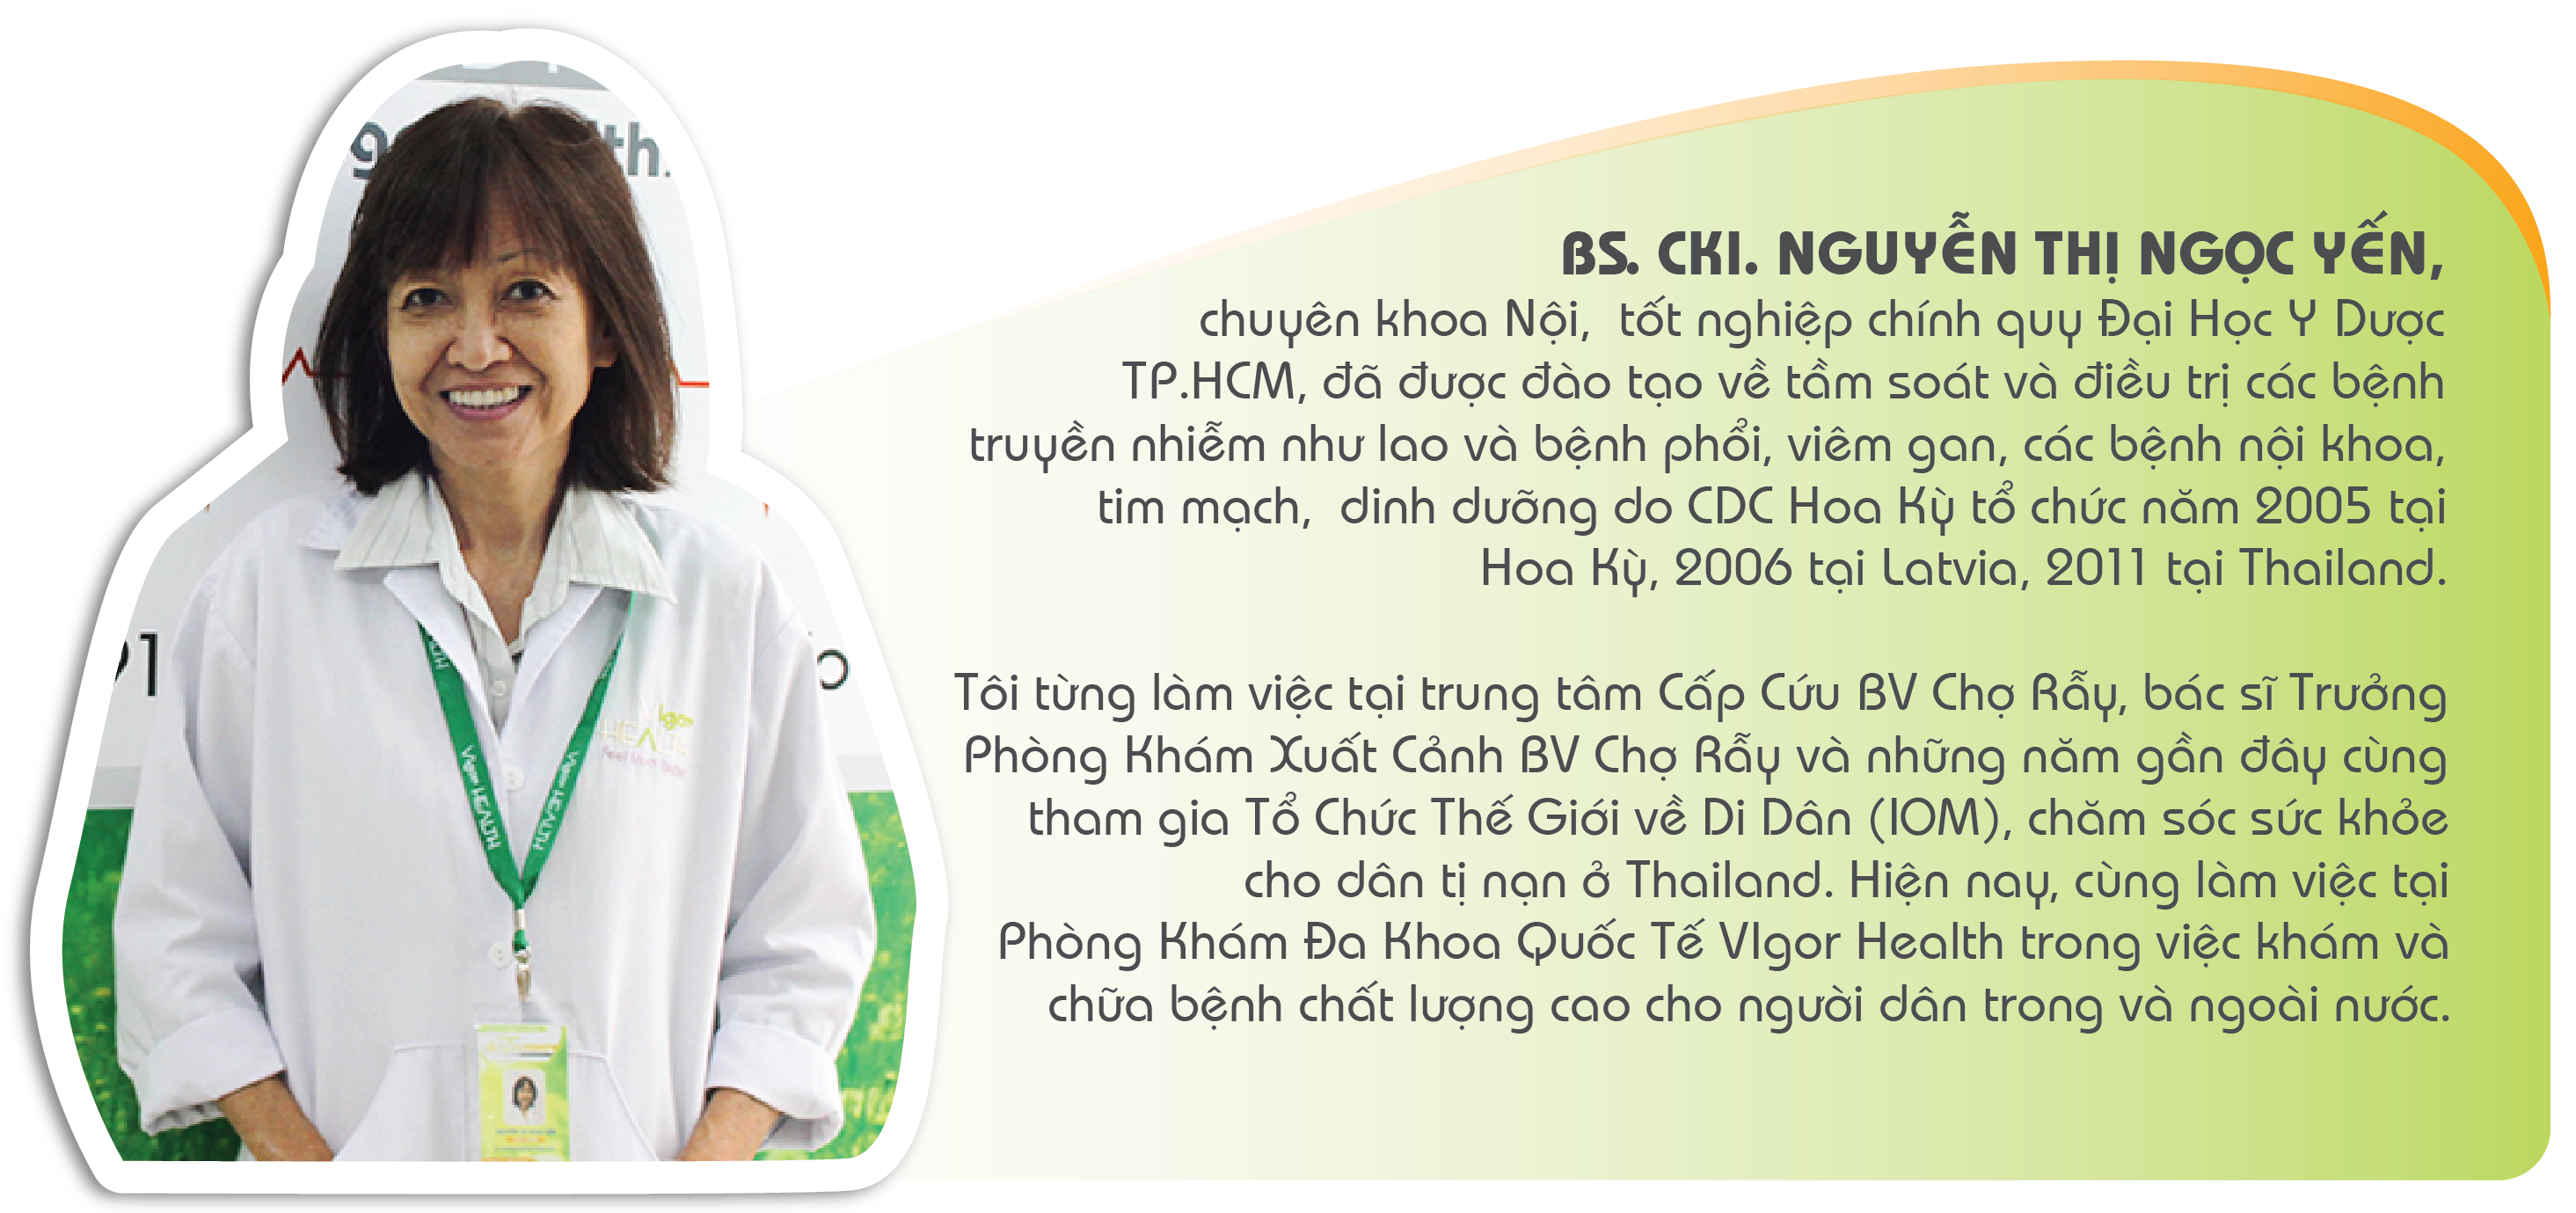 BS. CKI. NGUYỄN THỊ NGỌC YẾN,
chuyên khoa Nội, tốt nghiệp chính quy Đại Học Y Dược
TP.HCM, đã được đào tạo về tầm soát và điều trị các bệnh
truyền nhiễm như lao và bệnh phổi, viêm gan, các bệnh nội khoa,
tim mạch, dinh dưỡng do CDC Hoa Kỳ tổ chức năm 2005 tại
Hoa Kỳ, 2006 tại Latvia, 2011 tại Thailand.
Tôi từng làm việc tại trung tâm Cấp Cứu BV Chợ Rẫy, bác sĩ Trưởng
Phòng Khám Xuất Cảnh BV Chợ Rẫy và những năm gần đây cùng
tham gia Tổ Chức Thế Giới về Di Dân (IOM), chăm sóc sức khỏe
cho dân tị nạn ở Thailand. Hiện nay, cùng làm việc tại
Phòng Khám Đa Khoa Quốc Tế VIgor Health trong việc khám và
chữa bệnh chất lượng cao cho người dân trong và ngoài nước.
VIgor HEALTH
VIgor HEALTH
VIgor
HEALTH